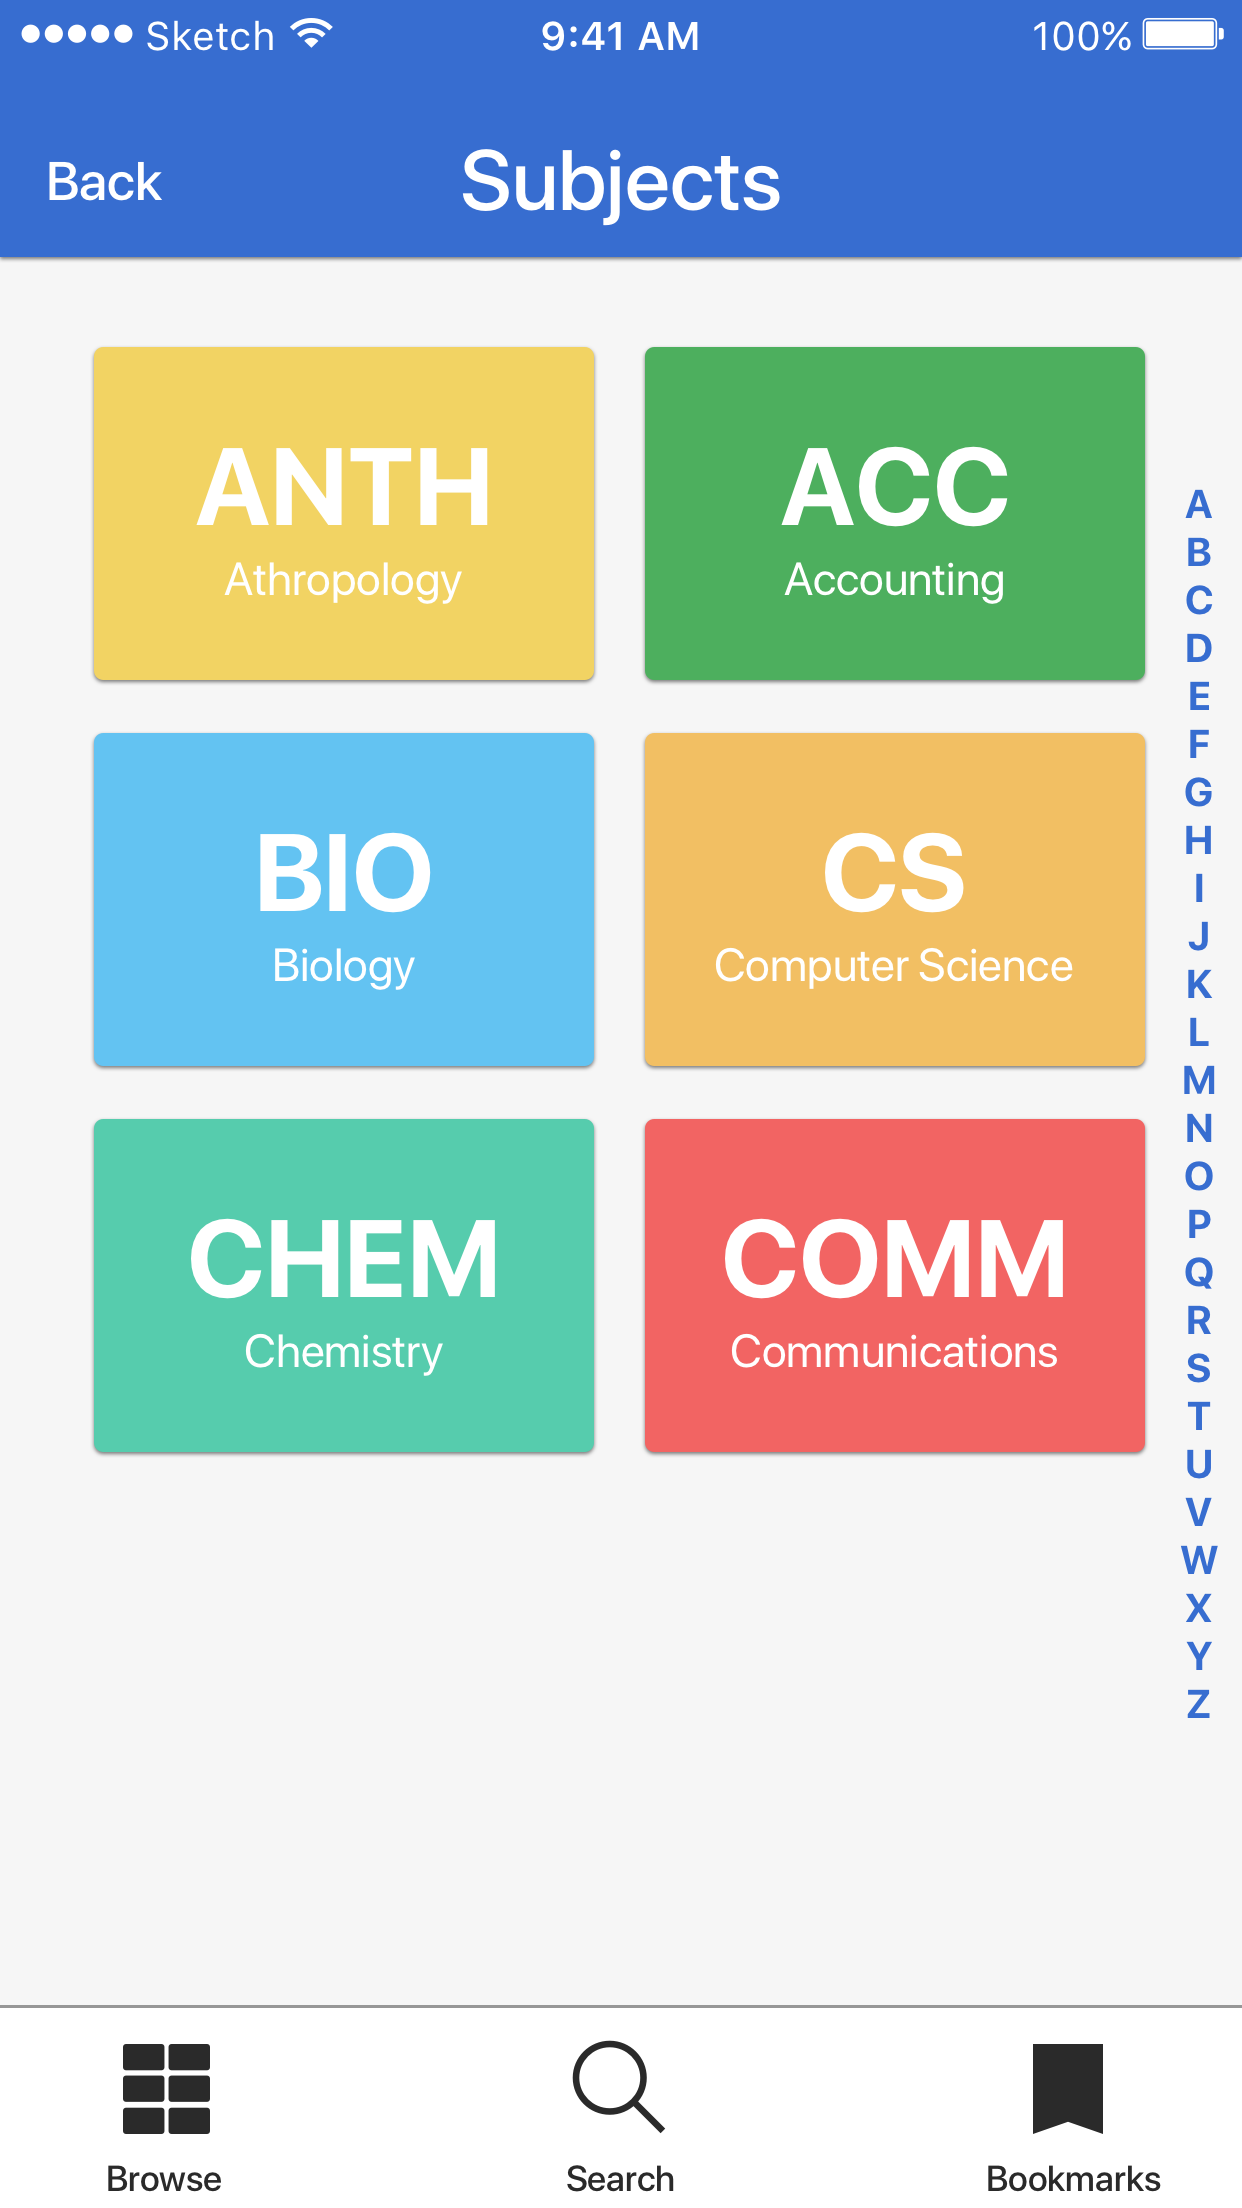 Sketch 9:41 AM 100%
Back Subjects
ANTH
Athropology
ACC
Accounting
BIO
Biology
CS
Computer Science
CHEM
Chemistry
COMM
Communications
A
B
C
D
E
F
G
H
I
J
K
L
M
N
O
P
Q
R
S
T
U
V
W
X
Y
Z
Browse Search Bookmarks